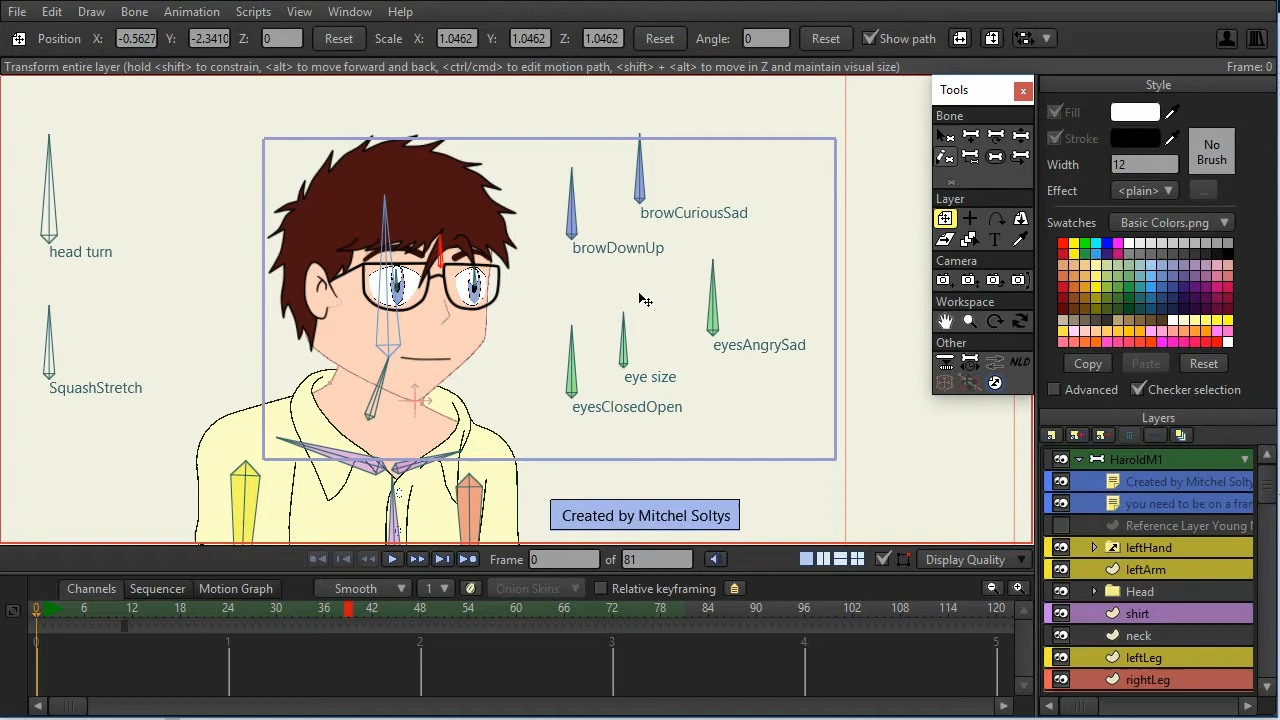 File Edit Draw Bone Animation Scripts View Window Help
Position X: -0.5627 Y: -2.3410 Z: 0 Reset Scale X: 1.0462 Y: 1.0462 Z: 1.0462 Reset Angle: 0 Reset Show path
Transform entire layer (hold <shift> to constrain, <alt> to move forward and back, <ctrl/cmd> to edit motion path, <shift> + <alt> to move in Z and maintain visual size) Frame: 0
head turn
SquashStretch
browCuriousSad
browDownUp
eyesAngrySad
eye size
eyesClosedOpen
Created by Mitchel Soltys
Tools x
Bone
Layer
T
Camera
Workspace
Other
NLD
Style
Fill
Stroke
No Brush
Width 12
Effect <plain> ...
Swatches Basic Colors.png
Copy Paste Reset
Advanced Checker selection
Layers
HaroldM1
Created by Mitchel Solty
you need to be on a fra
Reference Layer Young
leftHand
leftArm
Head
shirt
neck
leftLeg
rightLeg
Frame 0 of 81 Display Quality
Channels Sequencer Motion Graph Smooth 1 Onion Skins Relative keyframing
0 6 12 18 24 30 36 42 48 54 60 66 72 78 84 90 96 102 108 114 120
0 1 2 3 4 5